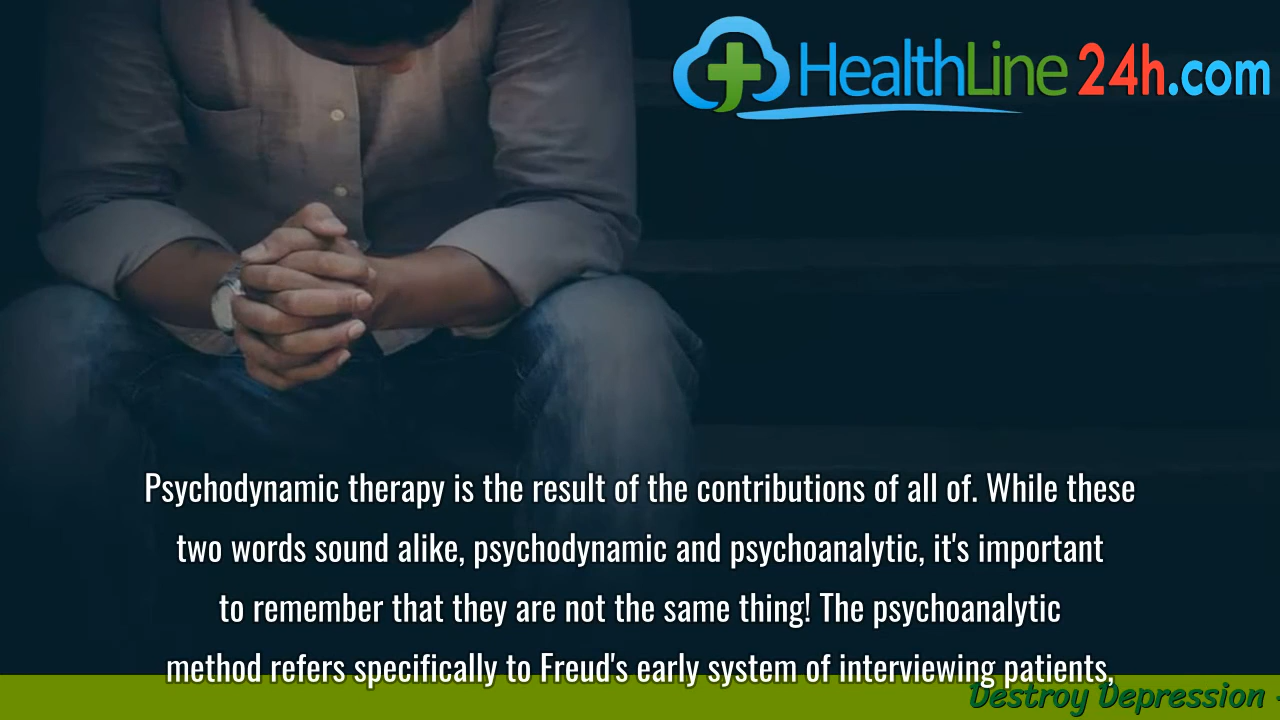 HealthLine 24h.com
Psychodynamic therapy is the result of the contributions of all of. While these
two words sound alike, psychodynamic and psychoanalytic, it's important
to remember that they are not the same thing! The psychoanalytic
method refers specifically to Freud's early system of interviewing patients,
Destroy Depression